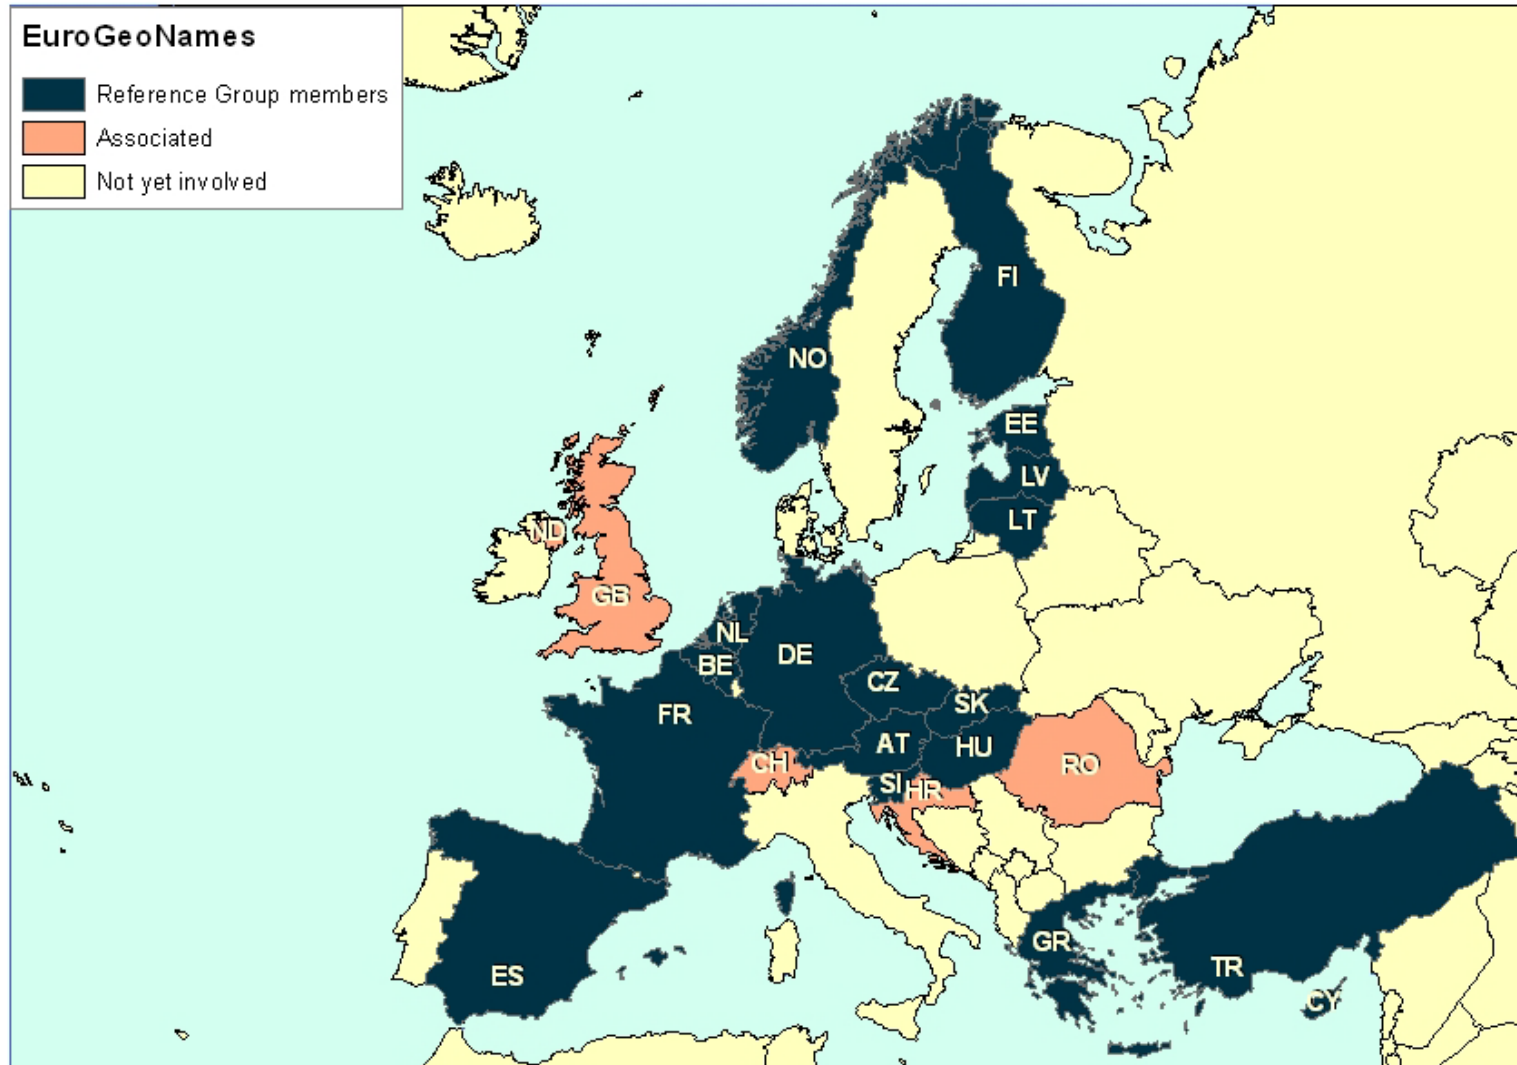 EuroGeoNames
Reference Group members
Associated
Not yet involved
FI
NO
EE
LV
LT
ND
GB
NL
BE
DE
CZ
SK
FR
AT
HU
CH
SI
HR
RO
GR
ES
TR
CY